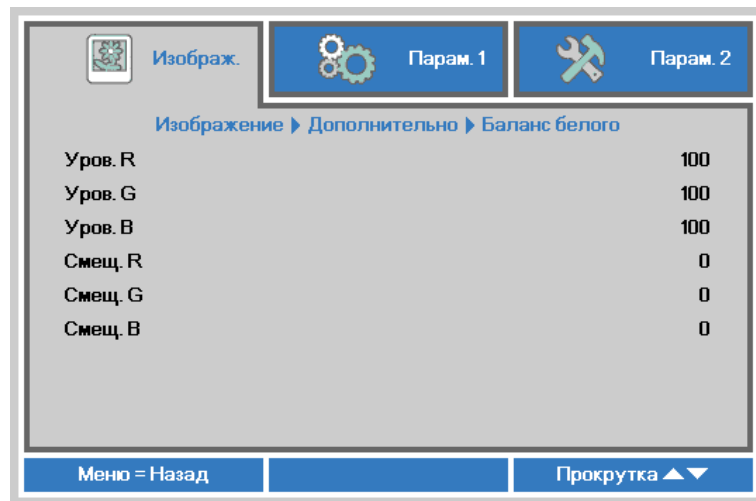 Изображ. Парам. 1 Парам. 2
Изображение ▶ Дополнительно ▶ Баланс белого
Уров. R 100
Уров. G 100
Уров. B 100
Смещ. R 0
Смещ. G 0
Смещ. B 0
Меню = Назад Прокрутка ▲▼